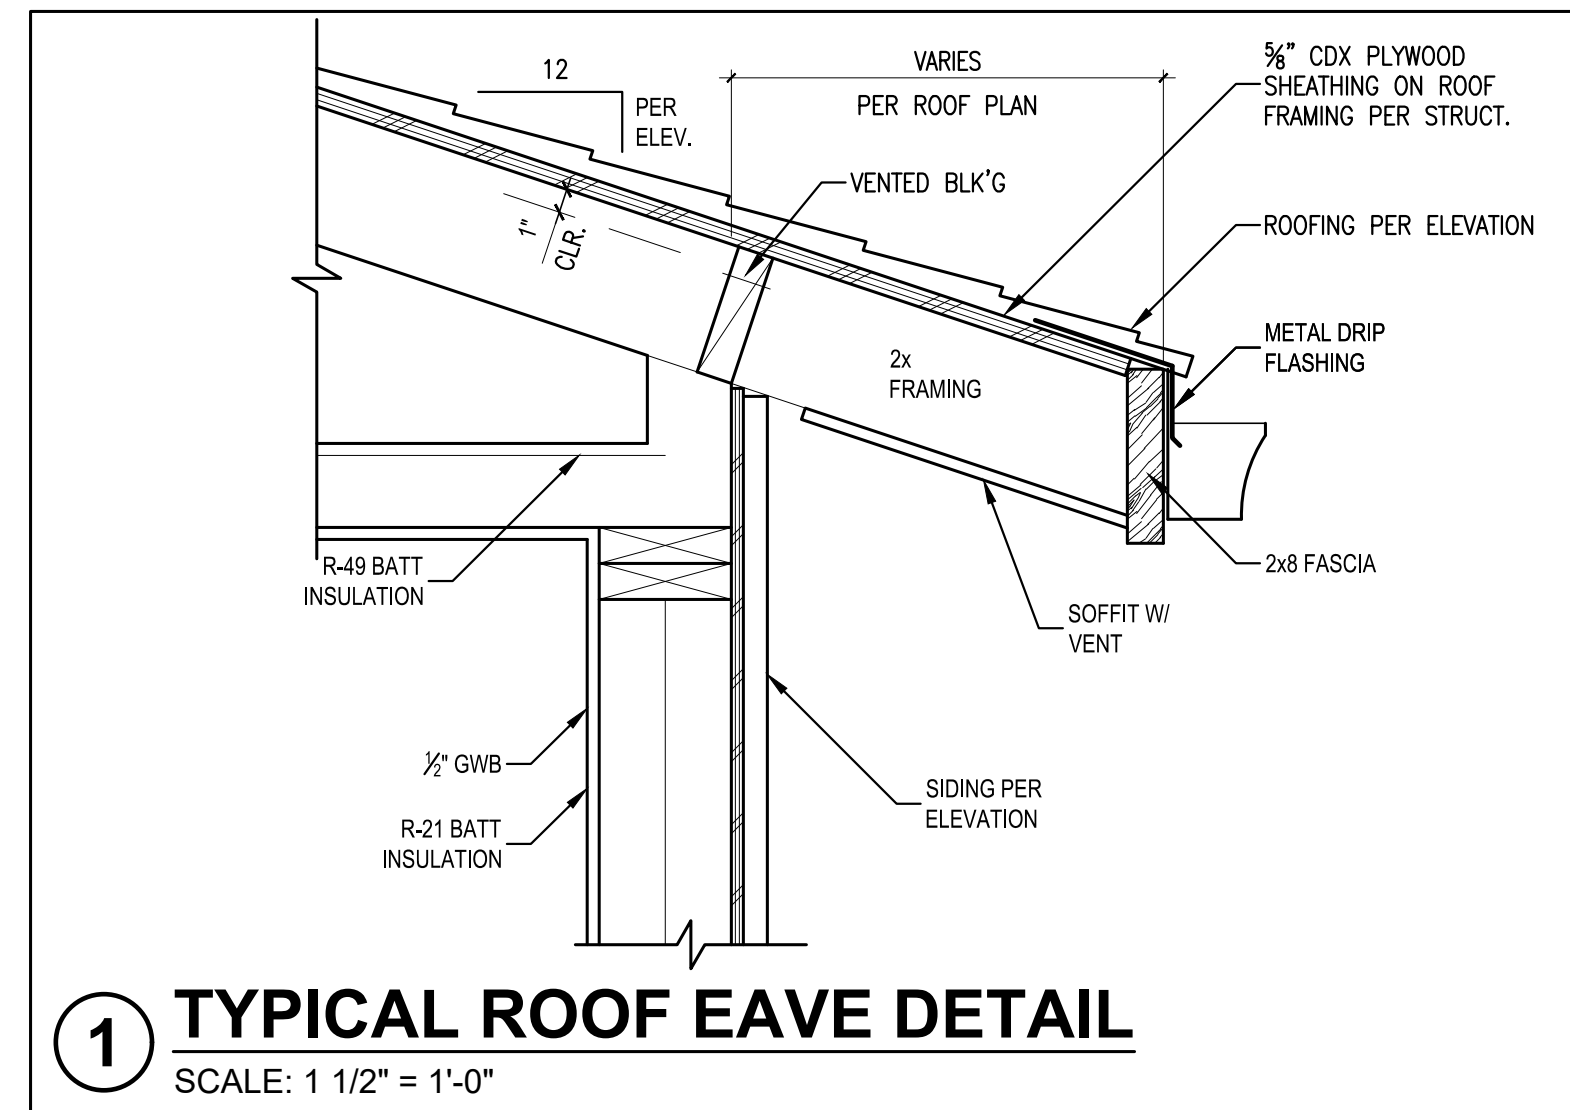 12
PER
ELEV.
VARIES
PER ROOF PLAN
⅝" CDX PLYWOOD
SHEATHING ON ROOF
FRAMING PER STRUCT.
VENTED BLK'G
1"
CLR.
ROOFING PER ELEVATION
METAL DRIP
FLASHING
2x
FRAMING
R-49 BATT
INSULATION
2x8 FASCIA
SOFFIT W/
VENT
½" GWB
SIDING PER
ELEVATION
R-21 BATT
INSULATION
1
TYPICAL ROOF EAVE DETAIL
SCALE: 1 1/2" = 1'-0"